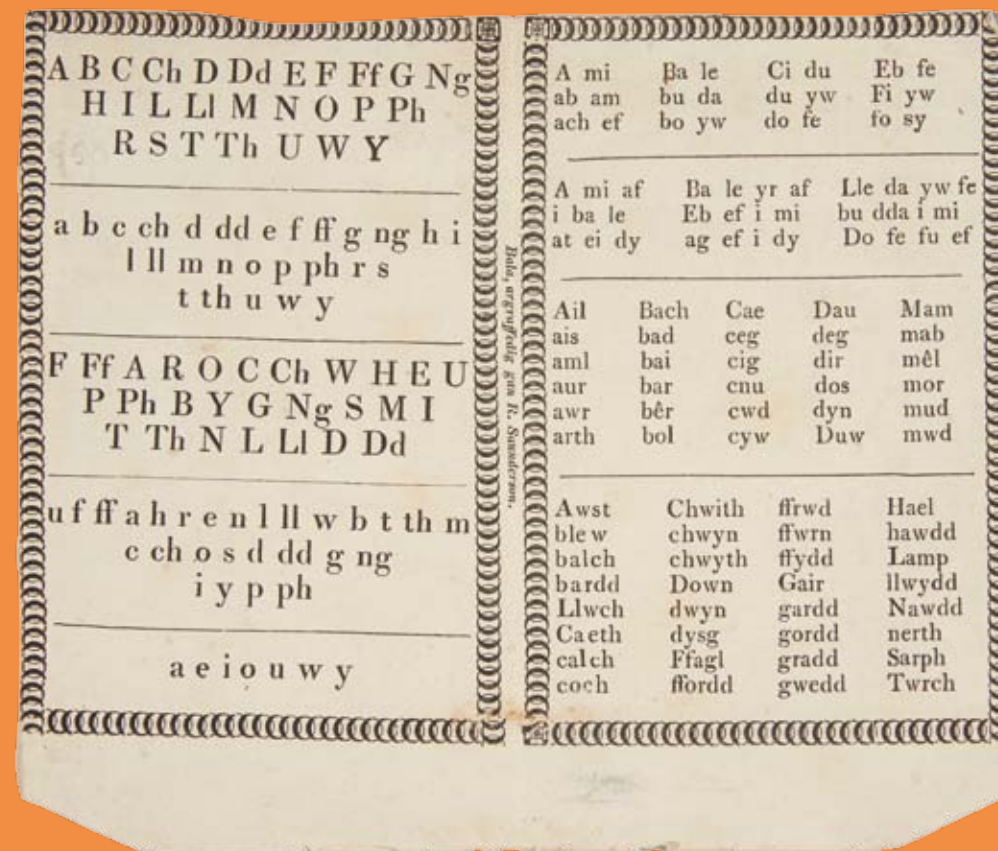 A B C Ch D Dd E F Ff G Ng
H I L Ll M N O P Ph
R S T Th U W Y
a b c ch d dd e f ff g ng h i
l ll m n o p ph r s
t th u w y
F Ff A R O C Ch W H E U
P Ph B Y G Ng S M I
T Th N L Ll D Dd
u f ff a h r e n l ll w b t th m
c ch o s d dd g ng
i y p ph
a e i o u w y
Bala, argraffedig gan R. Saunderson.
A mi Ba le Ci du Eb fe
ab am bu da du yw Fi yw
ach ef bo yw do fe fo sy
A mi af Ba le yr af Lle da yw fe
i ba le Eb ef i mi bu dda i mi
at ei dy ag ef i dy Do fe fu ef
Ail Bach Cae Dau Mam
ais bad ceg deg mab
aml bai cig dir mêl
aur bar cnu dos mor
awr bêr cwd dyn mud
arth bol cyw Duw mwd
Awst Chwith ffrwd Hael
blew chwyn ffwrn hawdd
balch chwyth ffydd Lamp
bardd Down Gair llwydd
Llwch dwyn gardd Nawdd
Caeth dysg gordd nerth
calch Ffagl gradd Sarph
coch ffordd gwedd Twrch